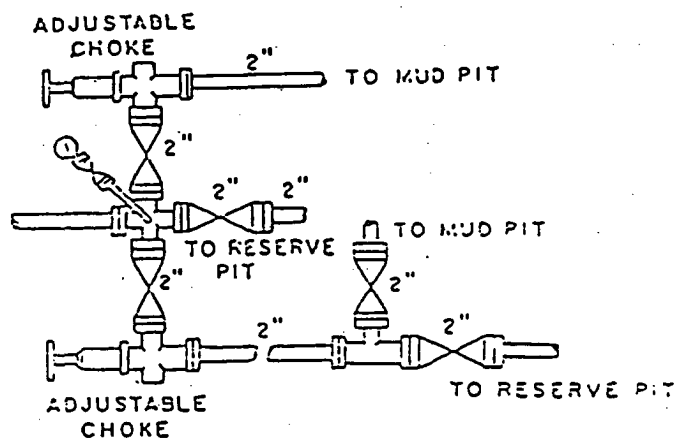 ADJUSTABLE
CHOKE
2"
TO MUD PIT
2"
2"
2"
TO RESERVE
PIT
TO MUD PIT
2"
2"
2"
2"
TO RESERVE PIT
ADJUSTABLE
CHOKE